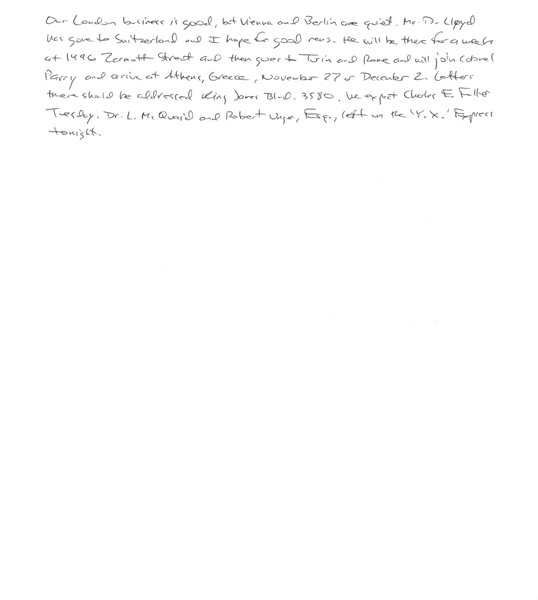 Our London business is good, but Vienna and Berlin are quiet. Mr. D. Lloyd
has gone to Switzerland and I hope for good news. He will be there for a week
at 1496 Zermott Street and then goes to Turin and Rome and will join Colonel
Parry and arrive at Athens, Greece, November 27 or December 2. Letters
there should be addressed King James Blvd. 3580. We expect Charles E. Fuller
Tuesday. Dr. L. McQuaid and Robert Unger, Esq., left on the 'Y.X.' Express
tonight.